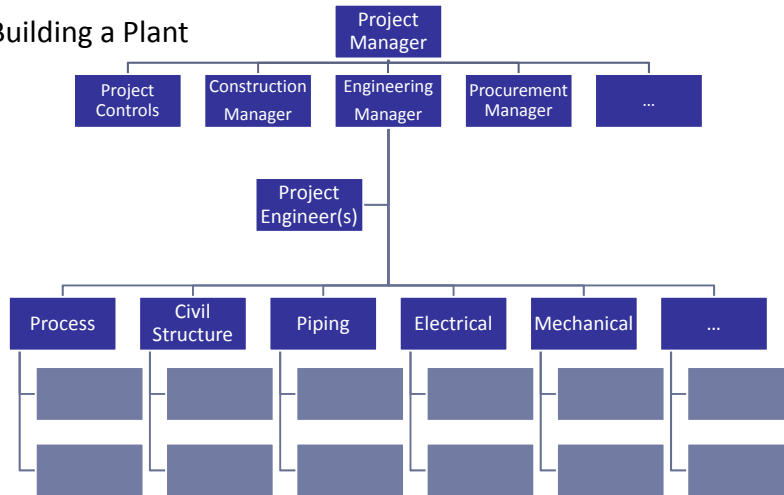 Building a Plant
Project
Manager
Project
Controls
Construction
Manager
Engineering
Manager
Procurement
Manager
...
Project
Engineer(s)
Process
Civil
Structure
Piping
Electrical
Mechanical
...